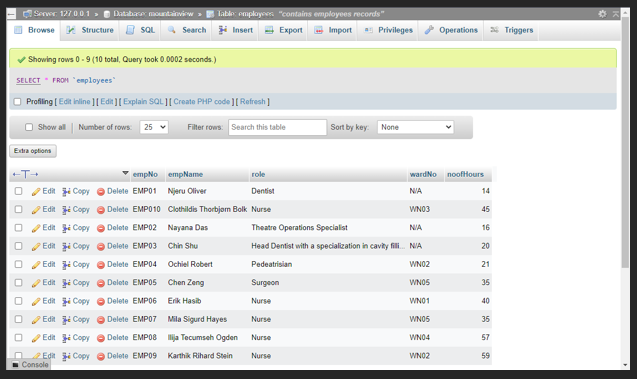 Server: 127.0.0.1 » Database: mountainview » Table: employees "contains employees records"
Browse Structure SQL Search Insert Export Import Privileges Operations Triggers
Showing rows 0 - 9 (10 total, Query took 0.0002 seconds.)
SELECT * FROM `employees`
Profiling [ Edit inline ] [ Edit ] [ Explain SQL ] [ Create PHP code ] [ Refresh ]
Show all | Number of rows: 25 Filter rows: Search this table Sort by key: None
Extra options
←T→ empNo empName role wardNo noofHours
Edit Copy Delete EMP01 Njeru Oliver Dentist N/A 14
Edit Copy Delete EMP010 Clothildis Thorbjørn Bolk Nurse WN03 45
Edit Copy Delete EMP02 Nayana Das Theatre Operations Specialist N/A 16
Edit Copy Delete EMP03 Chin Shu Head Dentist with a specialization in cavity filli... N/A 20
Edit Copy Delete EMP04 Ochiel Robert Pedeatrisian WN02 21
Edit Copy Delete EMP05 Chen Zeng Surgeon WN05 35
Edit Copy Delete EMP06 Erik Hasib Nurse WN01 40
Edit Copy Delete EMP07 Mila Sigurd Hayes Nurse WN05 35
Edit Copy Delete EMP08 Ilija Tecumseh Ogden Nurse WN04 57
Edit Copy Delete EMP09 Karthik Rihard Stein Nurse WN02 59
Console